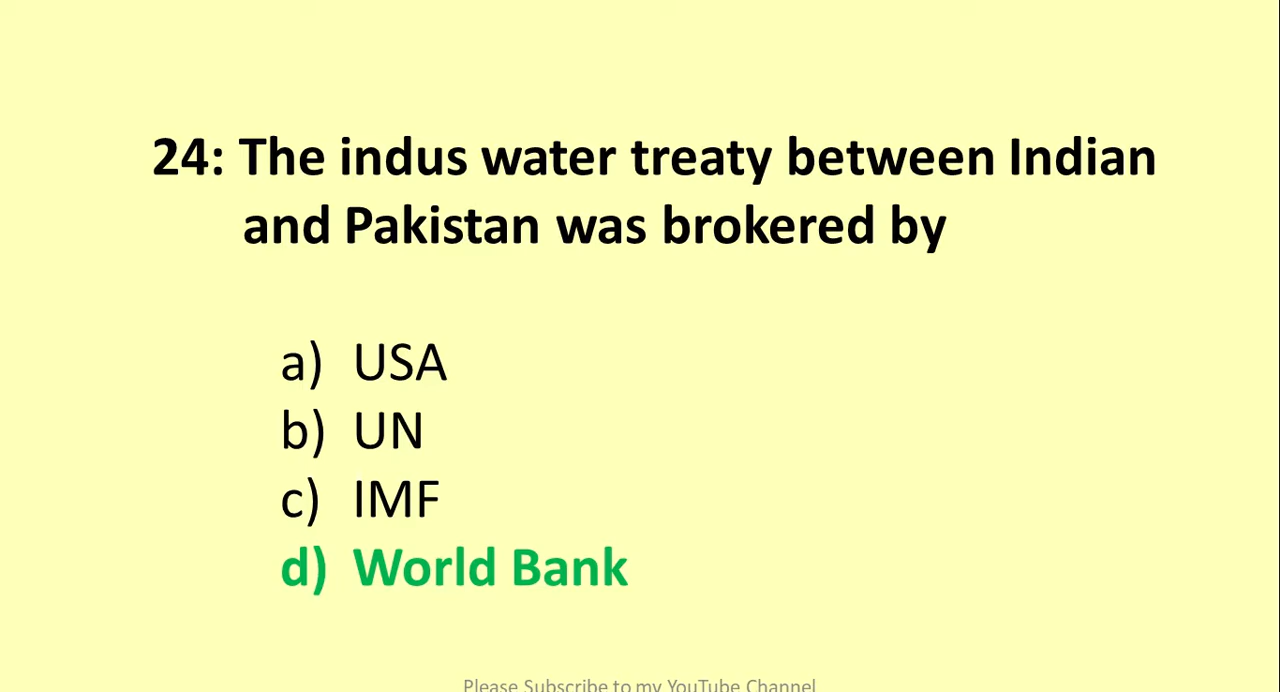 24: The indus water treaty between Indian
and Pakistan was brokered by
a) USA
b) UN
c) IMF
d) World Bank
Please Subscribe to my YouTube Channel